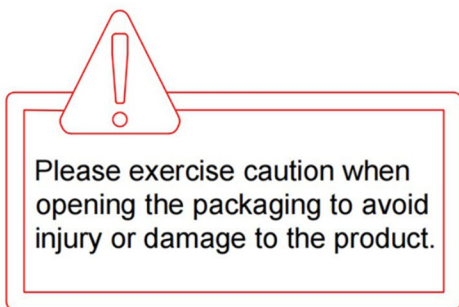 Please exercise caution when
opening the packaging to avoid
injury or damage to the product.